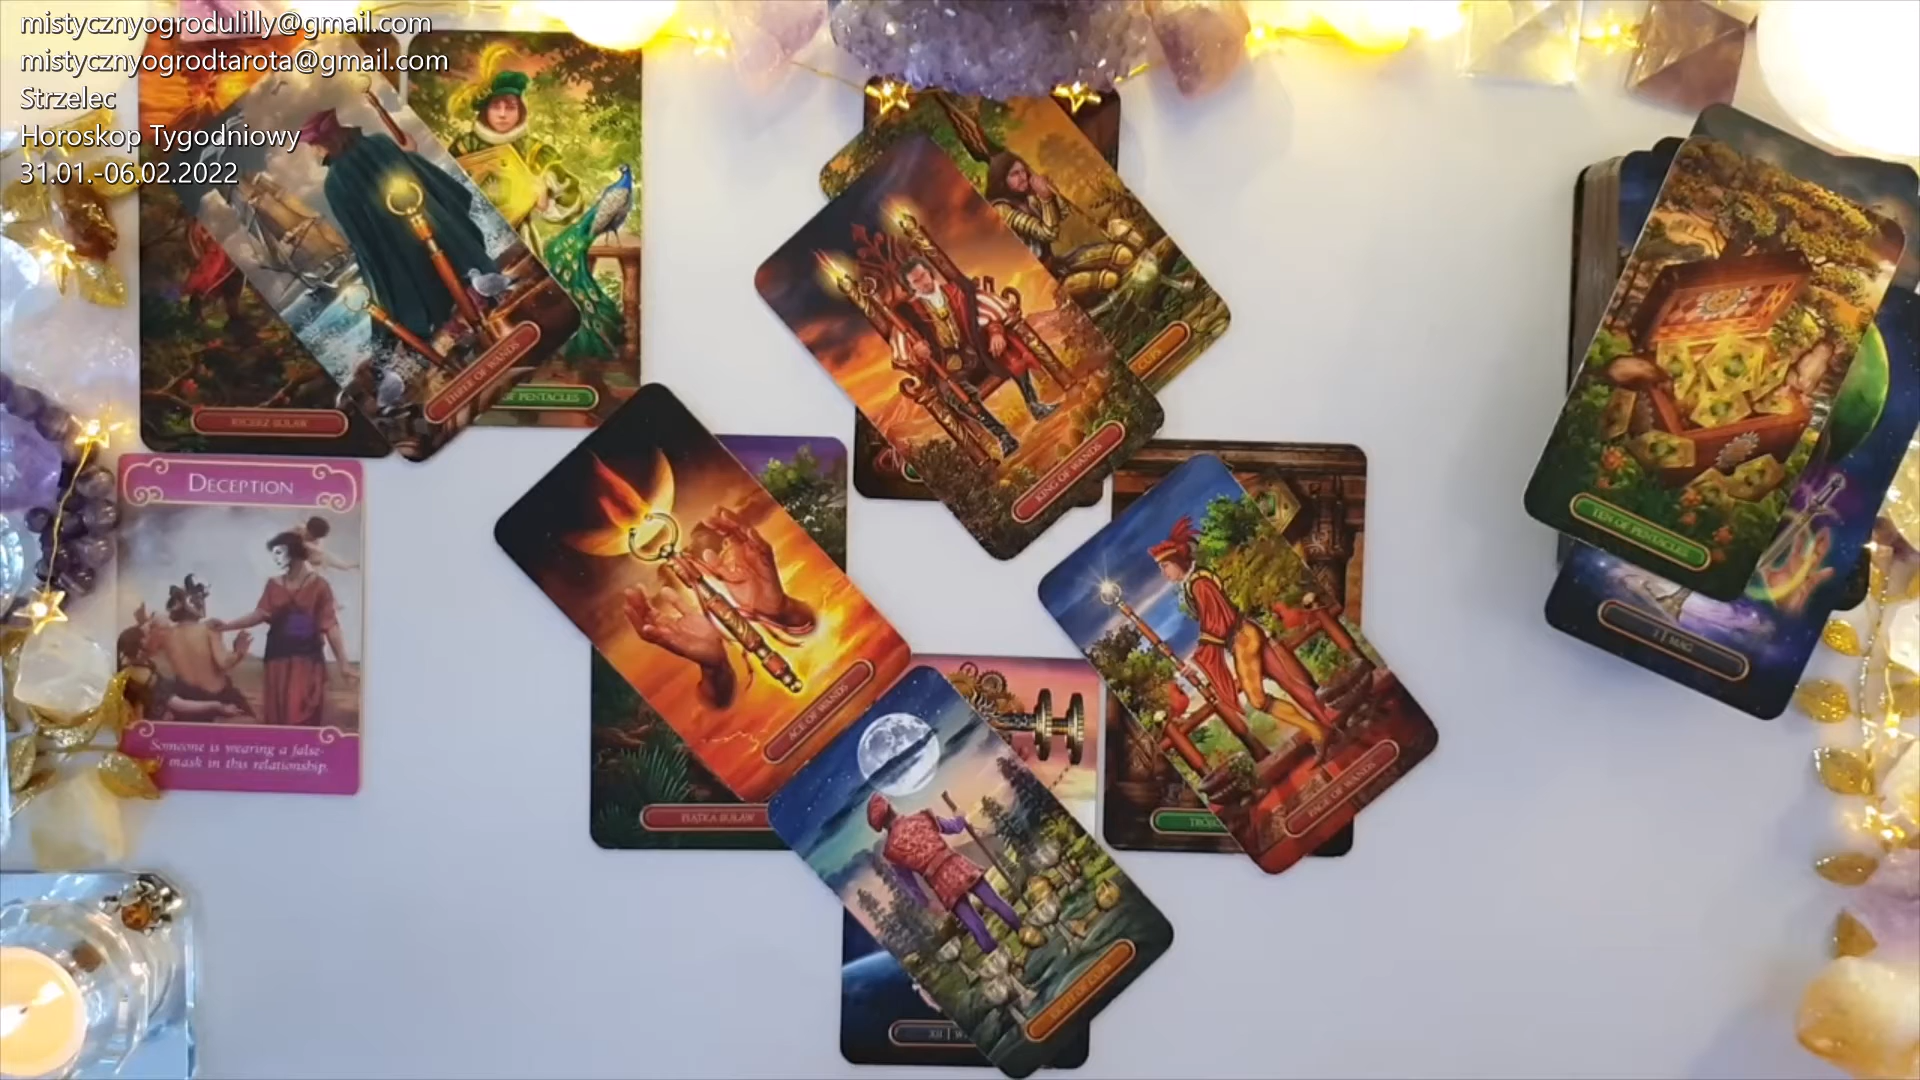 mistycznyogrodulilly@gmail.com
mistycznyogrodtarota@gmail.com
Strzelec
Horoskop Tygodniowy
31.01.-06.02.2022
RYCERZ BUŁAW
THREE OF WANDS
OF PENTACLES
CUPS
KING OF WANDS
TEN OF PENTACLES
I | MAG
DECEPTION
Someone is wearing a false-
mask in this relationship.
ACE OF WANDS
PIĄTKA BUŁAW
PAGE OF WANDS
EIGHT OF CUPS
XII | W